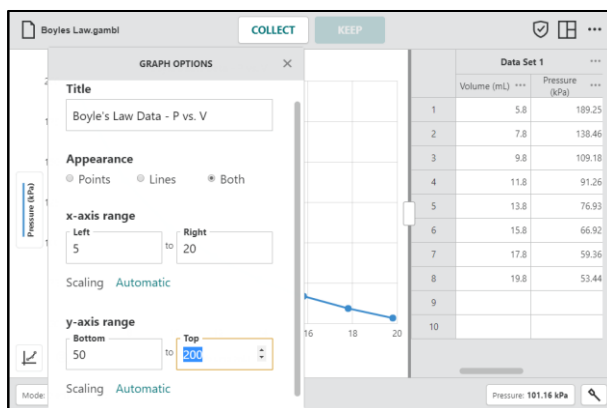 Boyles Law.gambl
COLLECT
KEEP
GRAPH OPTIONS
Title
Boyle's Law Data - P vs. V
Appearance
Points Lines Both
x-axis range
Left Right
5 to 20
Scaling Automatic
y-axis range
Bottom Top
50 to 200
Scaling Automatic
Pressure (kPa)
16 18 20
Data Set 1
Volume (mL) Pressure (kPa)
1 5.8 189.25
2 7.8 138.46
3 9.8 109.18
4 11.8 91.26
5 13.8 76.93
6 15.8 66.92
7 17.8 59.36
8 19.8 53.44
9
10
Mode:
Pressure: 101.16 kPa